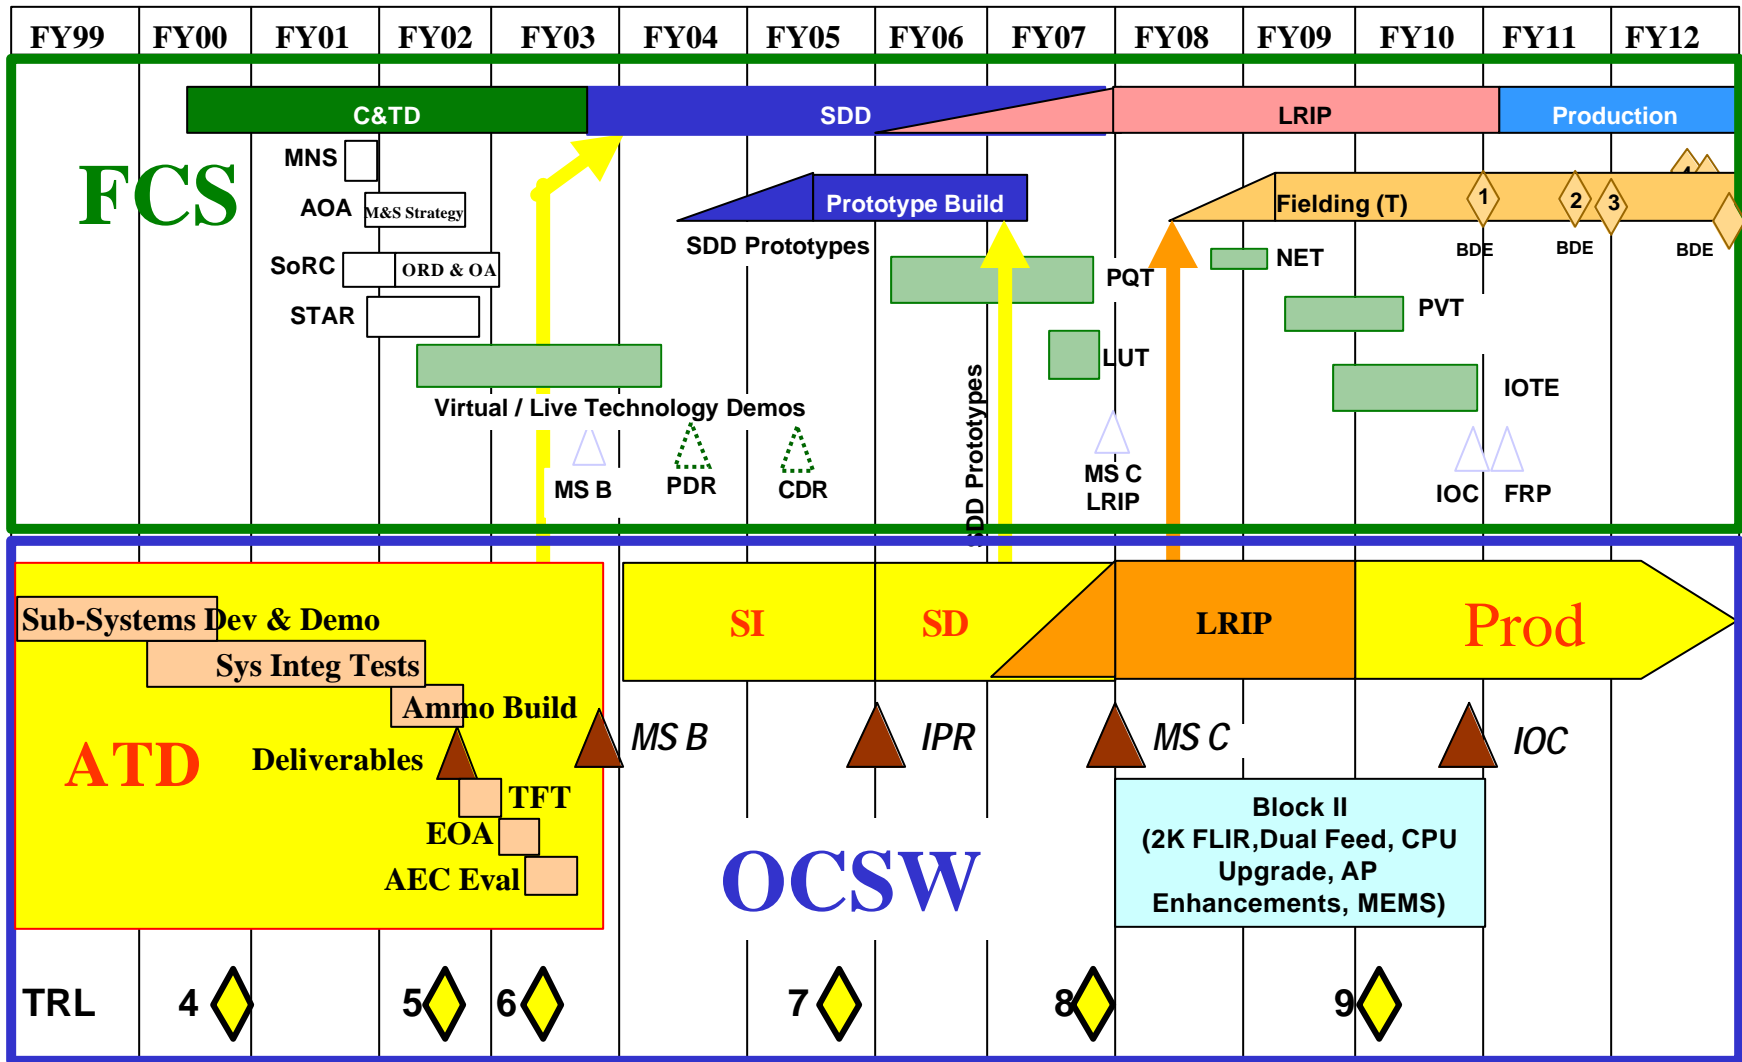 FY99 FY00 FY01 FY02 FY03 FY04 FY05 FY06 FY07 FY08 FY09 FY10 FY11 FY12
C&TD SDD LRIP Production
FCS
MNS
AOA M&S Strategy
SoRC ORD & OA
STAR
Prototype Build
SDD Prototypes
Fielding (T) 1 2 3
BDE BDE BDE
NET
PQT
PVT
LUT
IOTE
Virtual / Live Technology Demos
SDD Prototypes
MS B PDR CDR
MS C
LRIP
IOC FRP
Sub-Systems Dev & Demo
Sys Integ Tests
Ammo Build
Deliverables
ATD
TFT
EOA
AEC Eval
SI SD LRIP Prod
MS B IPR MS C IOC
OCSW
Block II
(2K FLIR,Dual Feed, CPU
Upgrade, AP
Enhancements, MEMS)
TRL 4 5 6 7 8 9